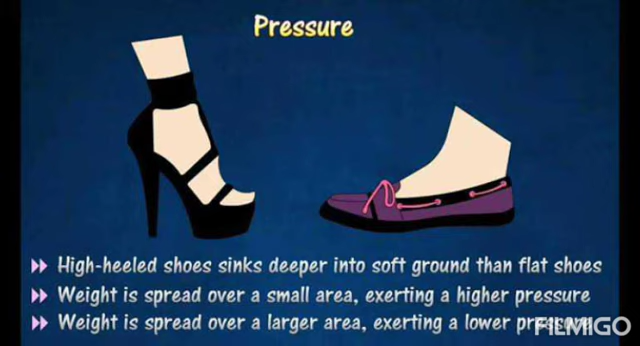 Pressure
High-heeled shoes sinks deeper into soft ground than flat shoes
Weight is spread over a small area, exerting a higher pressure
Weight is spread over a larger area, exerting a lower pressure
FILMIGO